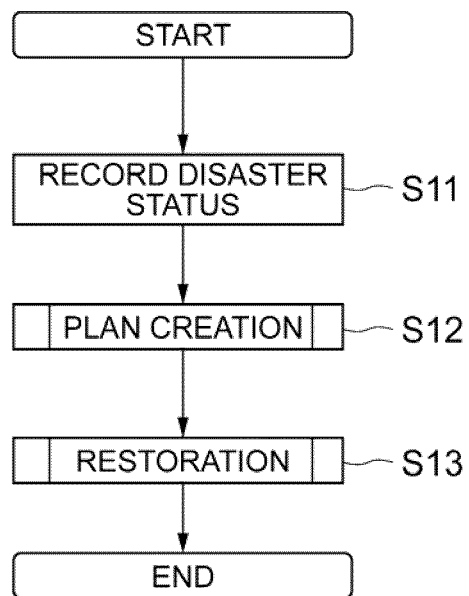 START
RECORD DISASTER
STATUS
S11
PLAN CREATION
S12
RESTORATION
S13
END